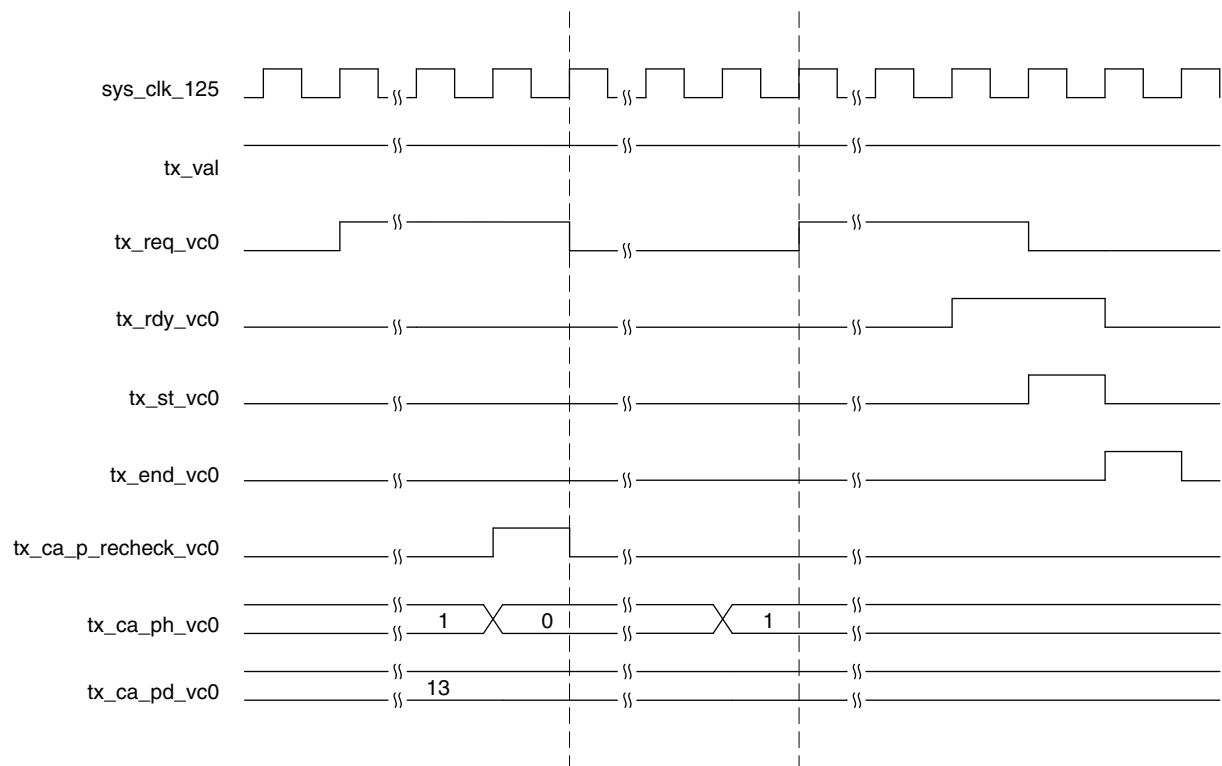 sys_clk_125
tx_val
tx_req_vc0
tx_rdy_vc0
tx_st_vc0
tx_end_vc0
tx_ca_p_recheck_vc0
tx_ca_ph_vc0 1 0 1
tx_ca_pd_vc0 13